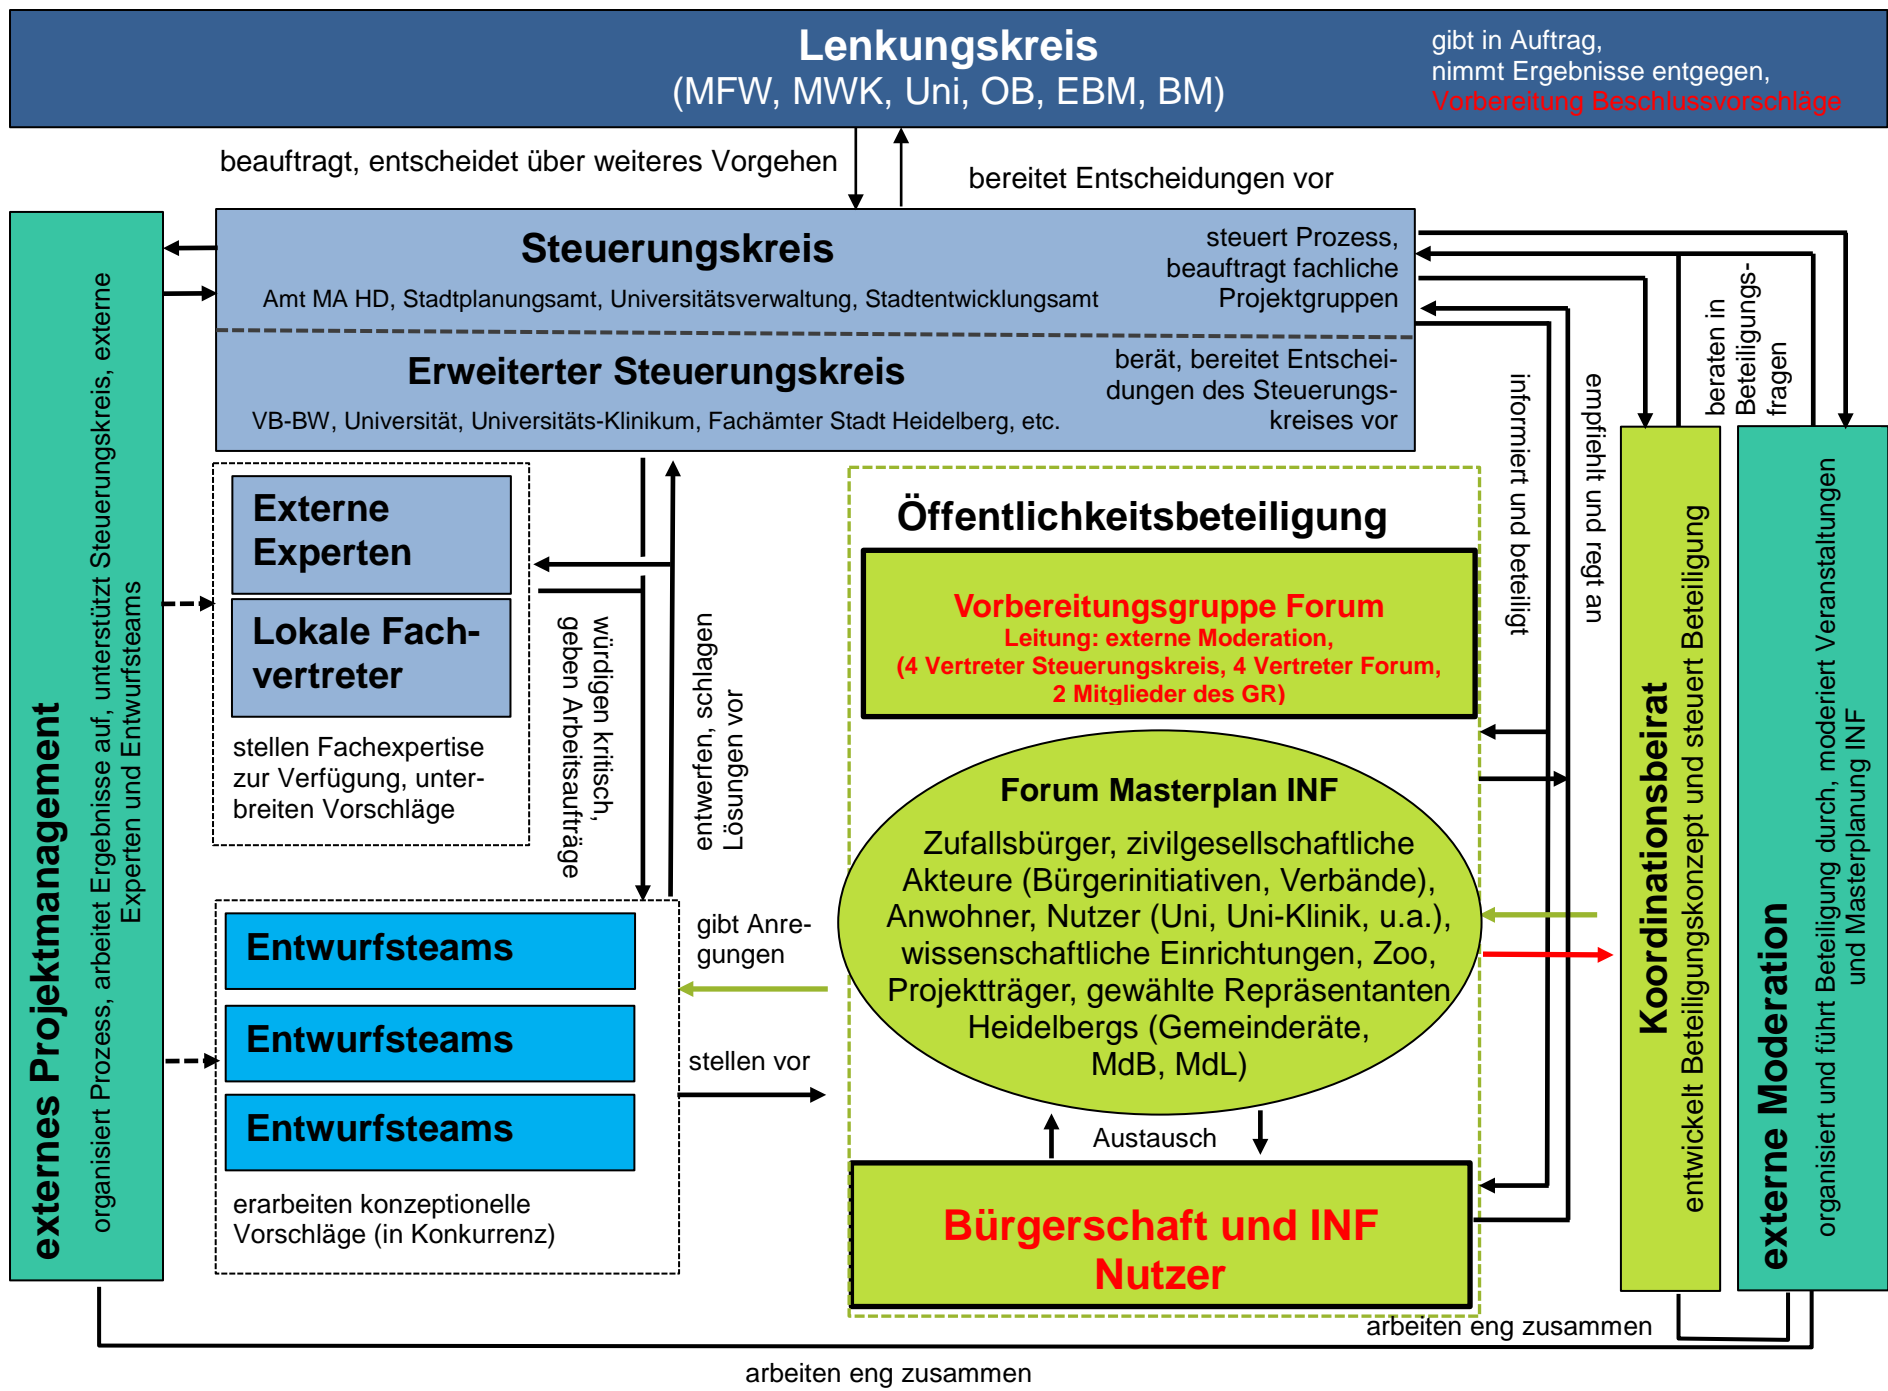 Lenkungskreis
(MFW, MWK, Uni, OB, EBM, BM)
gibt in Auftrag,
nimmt Ergebnisse entgegen,
Vorbereitung Beschlussvorschläge
beauftragt, entscheidet über weiteres Vorgehen
bereitet Entscheidungen vor
Steuerungskreis
Amt MA HD, Stadtplanungsamt, Universitätsverwaltung, Stadtentwicklungsamt
steuert Prozess,
beauftragt fachliche
Projektgruppen
Erweiterter Steuerungskreis
VB-BW, Universität, Universitäts-Klinikum, Fachämter Stadt Heidelberg, etc.
berät, bereitet Entschei-
dungen des Steuerungs-
kreises vor
externes Projektmanagement
organisiert Prozess, arbeitet Ergebnisse auf, unterstützt Steuerungskreis, externe
Experten und Entwurfsteams
Externe
Experten
Lokale Fach-
vertreter
stellen Fachexpertise
zur Verfügung, unter-
breiten Vorschläge
würdigen kritisch,
geben Arbeitsaufträge
entwerfen, schlagen
Lösungen vor
Entwurfsteams
Entwurfsteams
Entwurfsteams
erarbeiten konzeptionelle
Vorschläge (in Konkurrenz)
gibt Anre-
gungen
stellen vor
Öffentlichkeitsbeteiligung
Vorbereitungsgruppe Forum
Leitung: externe Moderation,
(4 Vertreter Steuerungskreis, 4 Vertreter Forum,
2 Mitglieder des GR)
Forum Masterplan INF
Zufallsbürger, zivilgesellschaftliche
Akteure (Bürgerinitiativen, Verbände),
Anwohner, Nutzer (Uni, Uni-Klinik, u.a.),
wissenschaftliche Einrichtungen, Zoo,
Projektträger, gewählte Repräsentanten
Heidelbergs (Gemeinderäte,
MdB, MdL)
Austausch
Bürgerschaft und INF
Nutzer
informiert und beteiligt
empfiehlt und regt an
beraten in
Beteiligungs-
fragen
Koordinationsbeirat
entwickelt Beteiligungskonzept und steuert Beteiligung
externe Moderation
organisiert und führt Beteiligung durch, moderiert Veranstaltungen
und Masterplanung INF
arbeiten eng zusammen
arbeiten eng zusammen